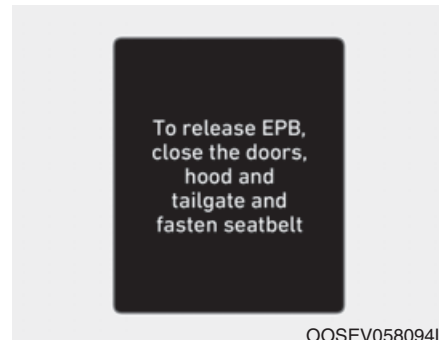 To release EPB,
close the doors,
hood and
tailgate and
fasten seatbelt
OOSEV058094L